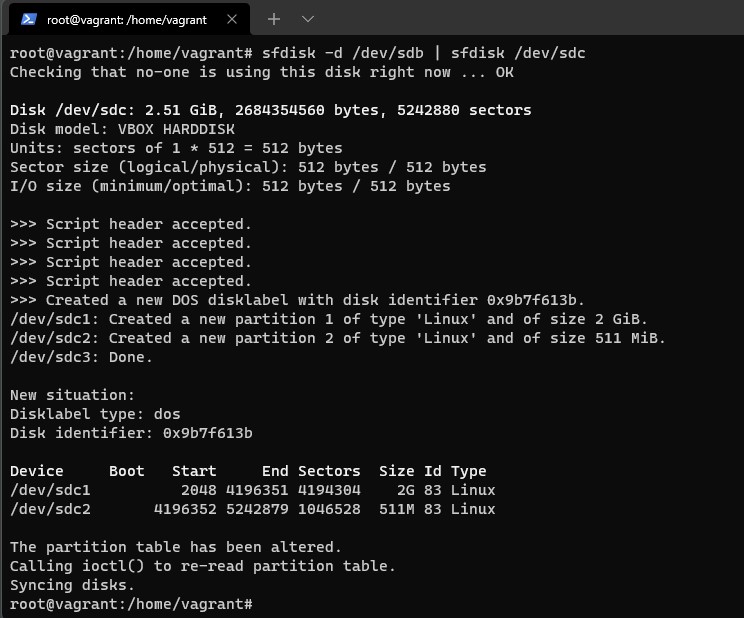 root@vagrant: /home/vagrant
root@vagrant:/home/vagrant# sfdisk -d /dev/sdb | sfdisk /dev/sdc
Checking that no-one is using this disk right now ... OK

Disk /dev/sdc: 2.51 GiB, 2684354560 bytes, 5242880 sectors
Disk model: VBOX HARDDISK
Units: sectors of 1 * 512 = 512 bytes
Sector size (logical/physical): 512 bytes / 512 bytes
I/O size (minimum/optimal): 512 bytes / 512 bytes

>>> Script header accepted.
>>> Script header accepted.
>>> Script header accepted.
>>> Script header accepted.
>>> Created a new DOS disklabel with disk identifier 0x9b7f613b.
/dev/sdc1: Created a new partition 1 of type 'Linux' and of size 2 GiB.
/dev/sdc2: Created a new partition 2 of type 'Linux' and of size 511 MiB.
/dev/sdc3: Done.

New situation:
Disklabel type: dos
Disk identifier: 0x9b7f613b

Device     Boot   Start     End Sectors  Size Id Type
/dev/sdc1          2048 4196351 4194304    2G 83 Linux
/dev/sdc2       4196352 5242879 1046528  511M 83 Linux

The partition table has been altered.
Calling ioctl() to re-read partition table.
Syncing disks.
root@vagrant:/home/vagrant#